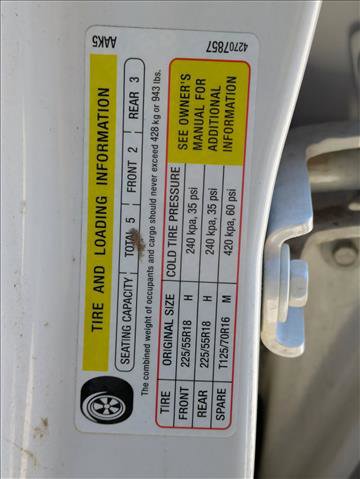 AAK5 42707857
TIRE AND LOADING INFORMATION
SEATING CAPACITY TOTAL 5 FRONT 2 REAR 3
The combined weight of occupants and cargo should never exceed 428 kg or 943 lbs.
TIRE ORIGINAL SIZE COLD TIRE PRESSURE
FRONT 225/55R18 H 240 kpa, 35 psi
REAR 225/55R18 H 240 kpa, 35 psi
SPARE T125/70R16 M 420 kpa, 60 psi
SEE OWNER'S
MANUAL FOR
ADDITIONAL
INFORMATION